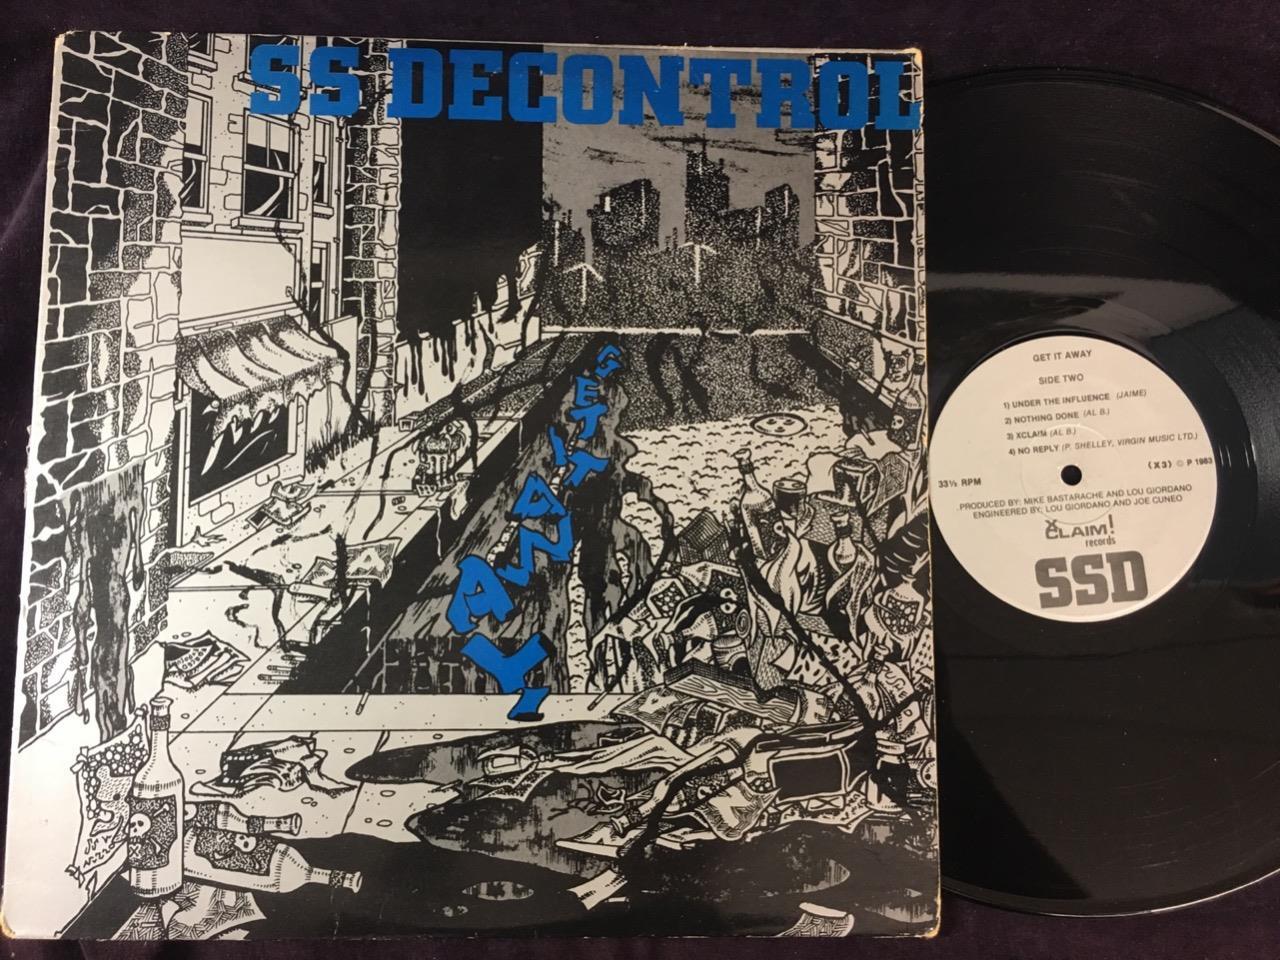 SS DECONTROL
GET IT AWAY
GET IT AWAY
SIDE TWO
1) UNDER THE INFLUENCE (JAIME)
2) NOTHING DONE (AL B.)
3) XCLAIM (AL B.)
4) NO REPLY (P. SHELLEY, VIRGIN MUSIC LTD.)
33⅓ RPM
(X3) © P 1983
PRODUCED BY: MIKE BASTARACHE AND LOU GIORDANO
ENGINEERED BY: LOU GIORDANO AND JOE CUNEO
XCLAIM!
records
SSD